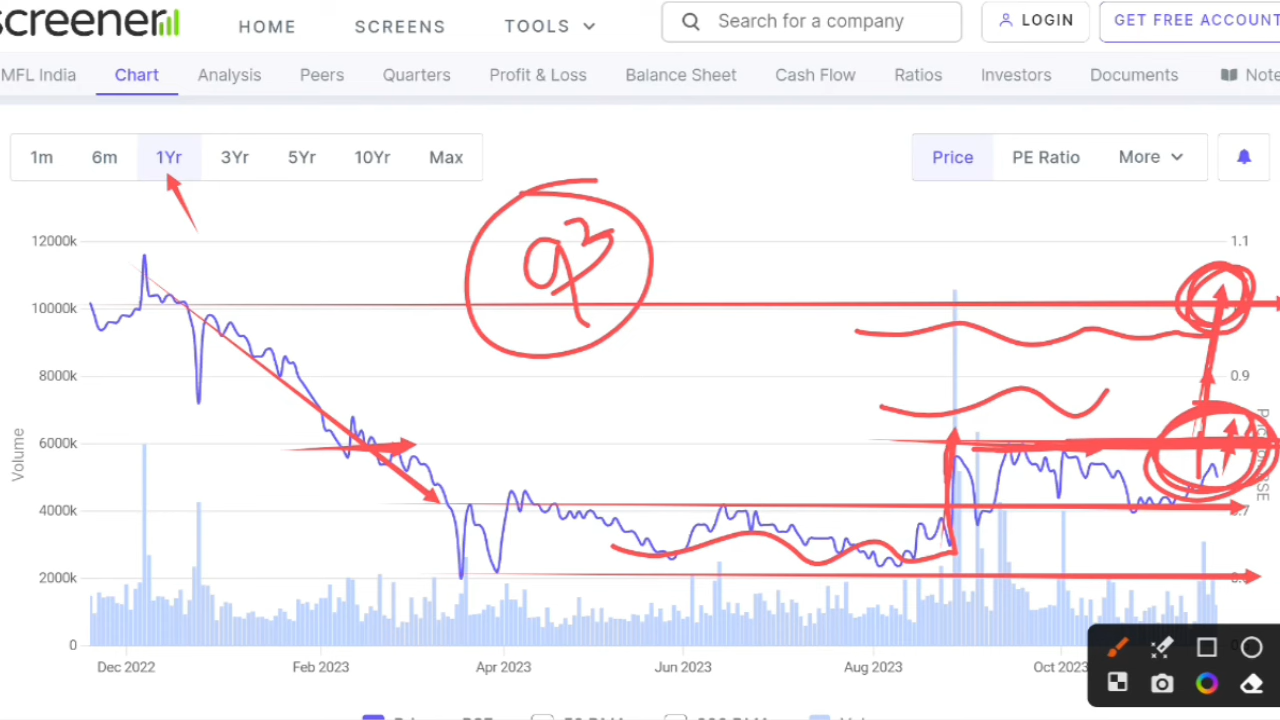 screener
HOME SCREENS TOOLS
Search for a company
LOGIN
GET FREE ACCOUNT
MFL India Chart Analysis Peers Quarters Profit & Loss Balance Sheet Cash Flow Ratios Investors Documents Note
1m 6m 1Yr 3Yr 5Yr 10Yr Max
Price PE Ratio More
12000k
10000k
8000k
6000k
4000k
2000k
0
Volume
1.1
0.9
q3
Dec 2022 Feb 2023 Apr 2023 Jun 2023 Aug 2023 Oct 2023